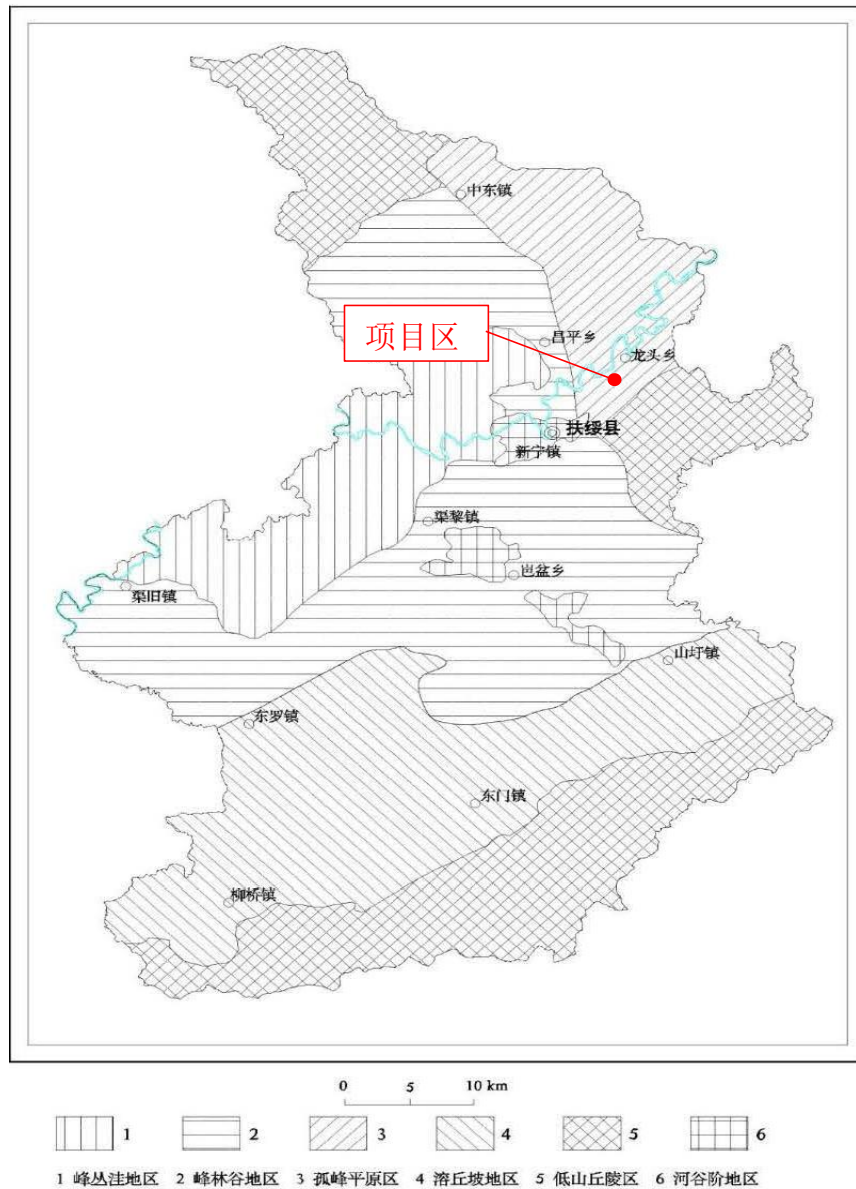 中东镇
昌平乡
项目区
龙头乡
扶绥县
新宁镇
渠黎镇
岜盆乡
渠旧镇
山圩镇
东罗镇
东门镇
柳桥镇
0 5 10 km
1 2 3 4 5 6
1 峰丛洼地区 2 峰林谷地区 3 孤峰平原区 4 溶丘坡地区 5 低山丘陵区 6 河谷阶地区